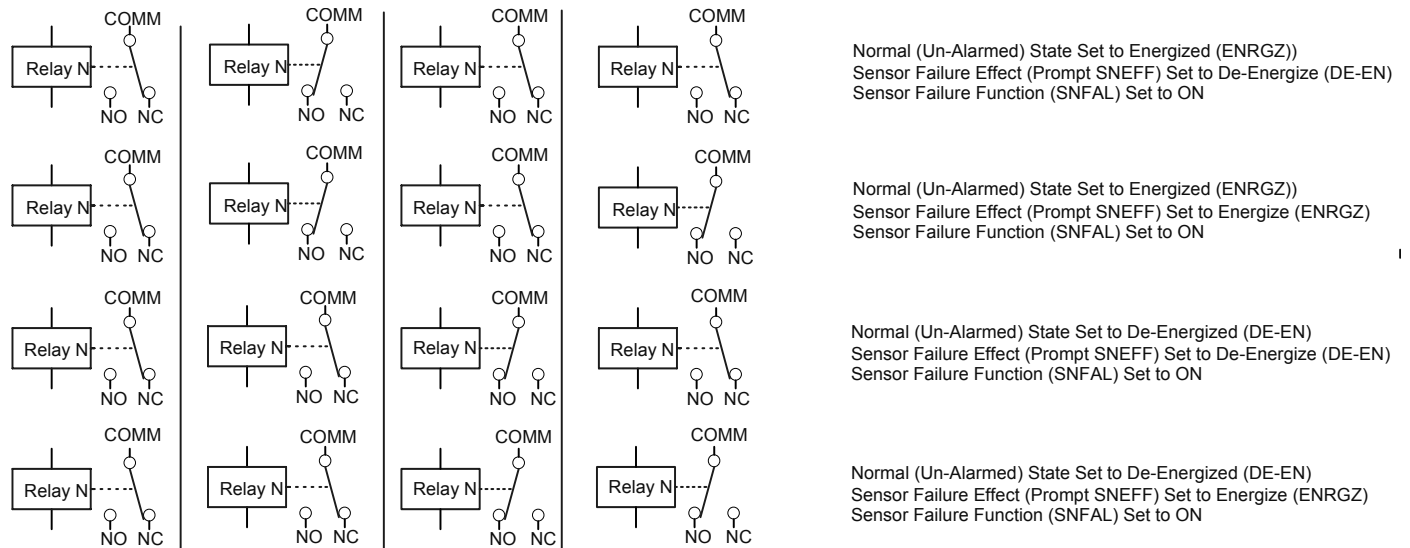 COMM COMM COMM COMM
Relay N Relay N Relay N Relay N
NO NC NO NC NO NC NO NC
Normal (Un-Alarmed) State Set to Energized (ENRGZ))
Sensor Failure Effect (Prompt SNEFF) Set to De-Energize (DE-EN)
Sensor Failure Function (SNFAL) Set to ON
COMM COMM COMM COMM
Relay N Relay N Relay N Relay N
NO NC NO NC NO NC NO NC
Normal (Un-Alarmed) State Set to Energized (ENRGZ))
Sensor Failure Effect (Prompt SNEFF) Set to Energize (ENRGZ)
Sensor Failure Function (SNFAL) Set to ON
COMM COMM COMM COMM
Relay N Relay N Relay N Relay N
NO NC NO NC NO NC NO NC
Normal (Un-Alarmed) State Set to De-Energized (DE-EN)
Sensor Failure Effect (Prompt SNEFF) Set to De-Energize (DE-EN)
Sensor Failure Function (SNFAL) Set to ON
COMM COMM COMM COMM
Relay N Relay N Relay N Relay N
NO NC NO NC NO NC NO NC
Normal (Un-Alarmed) State Set to De-Energized (DE-EN)
Sensor Failure Effect (Prompt SNEFF) Set to Energize (ENRGZ)
Sensor Failure Function (SNFAL) Set to ON